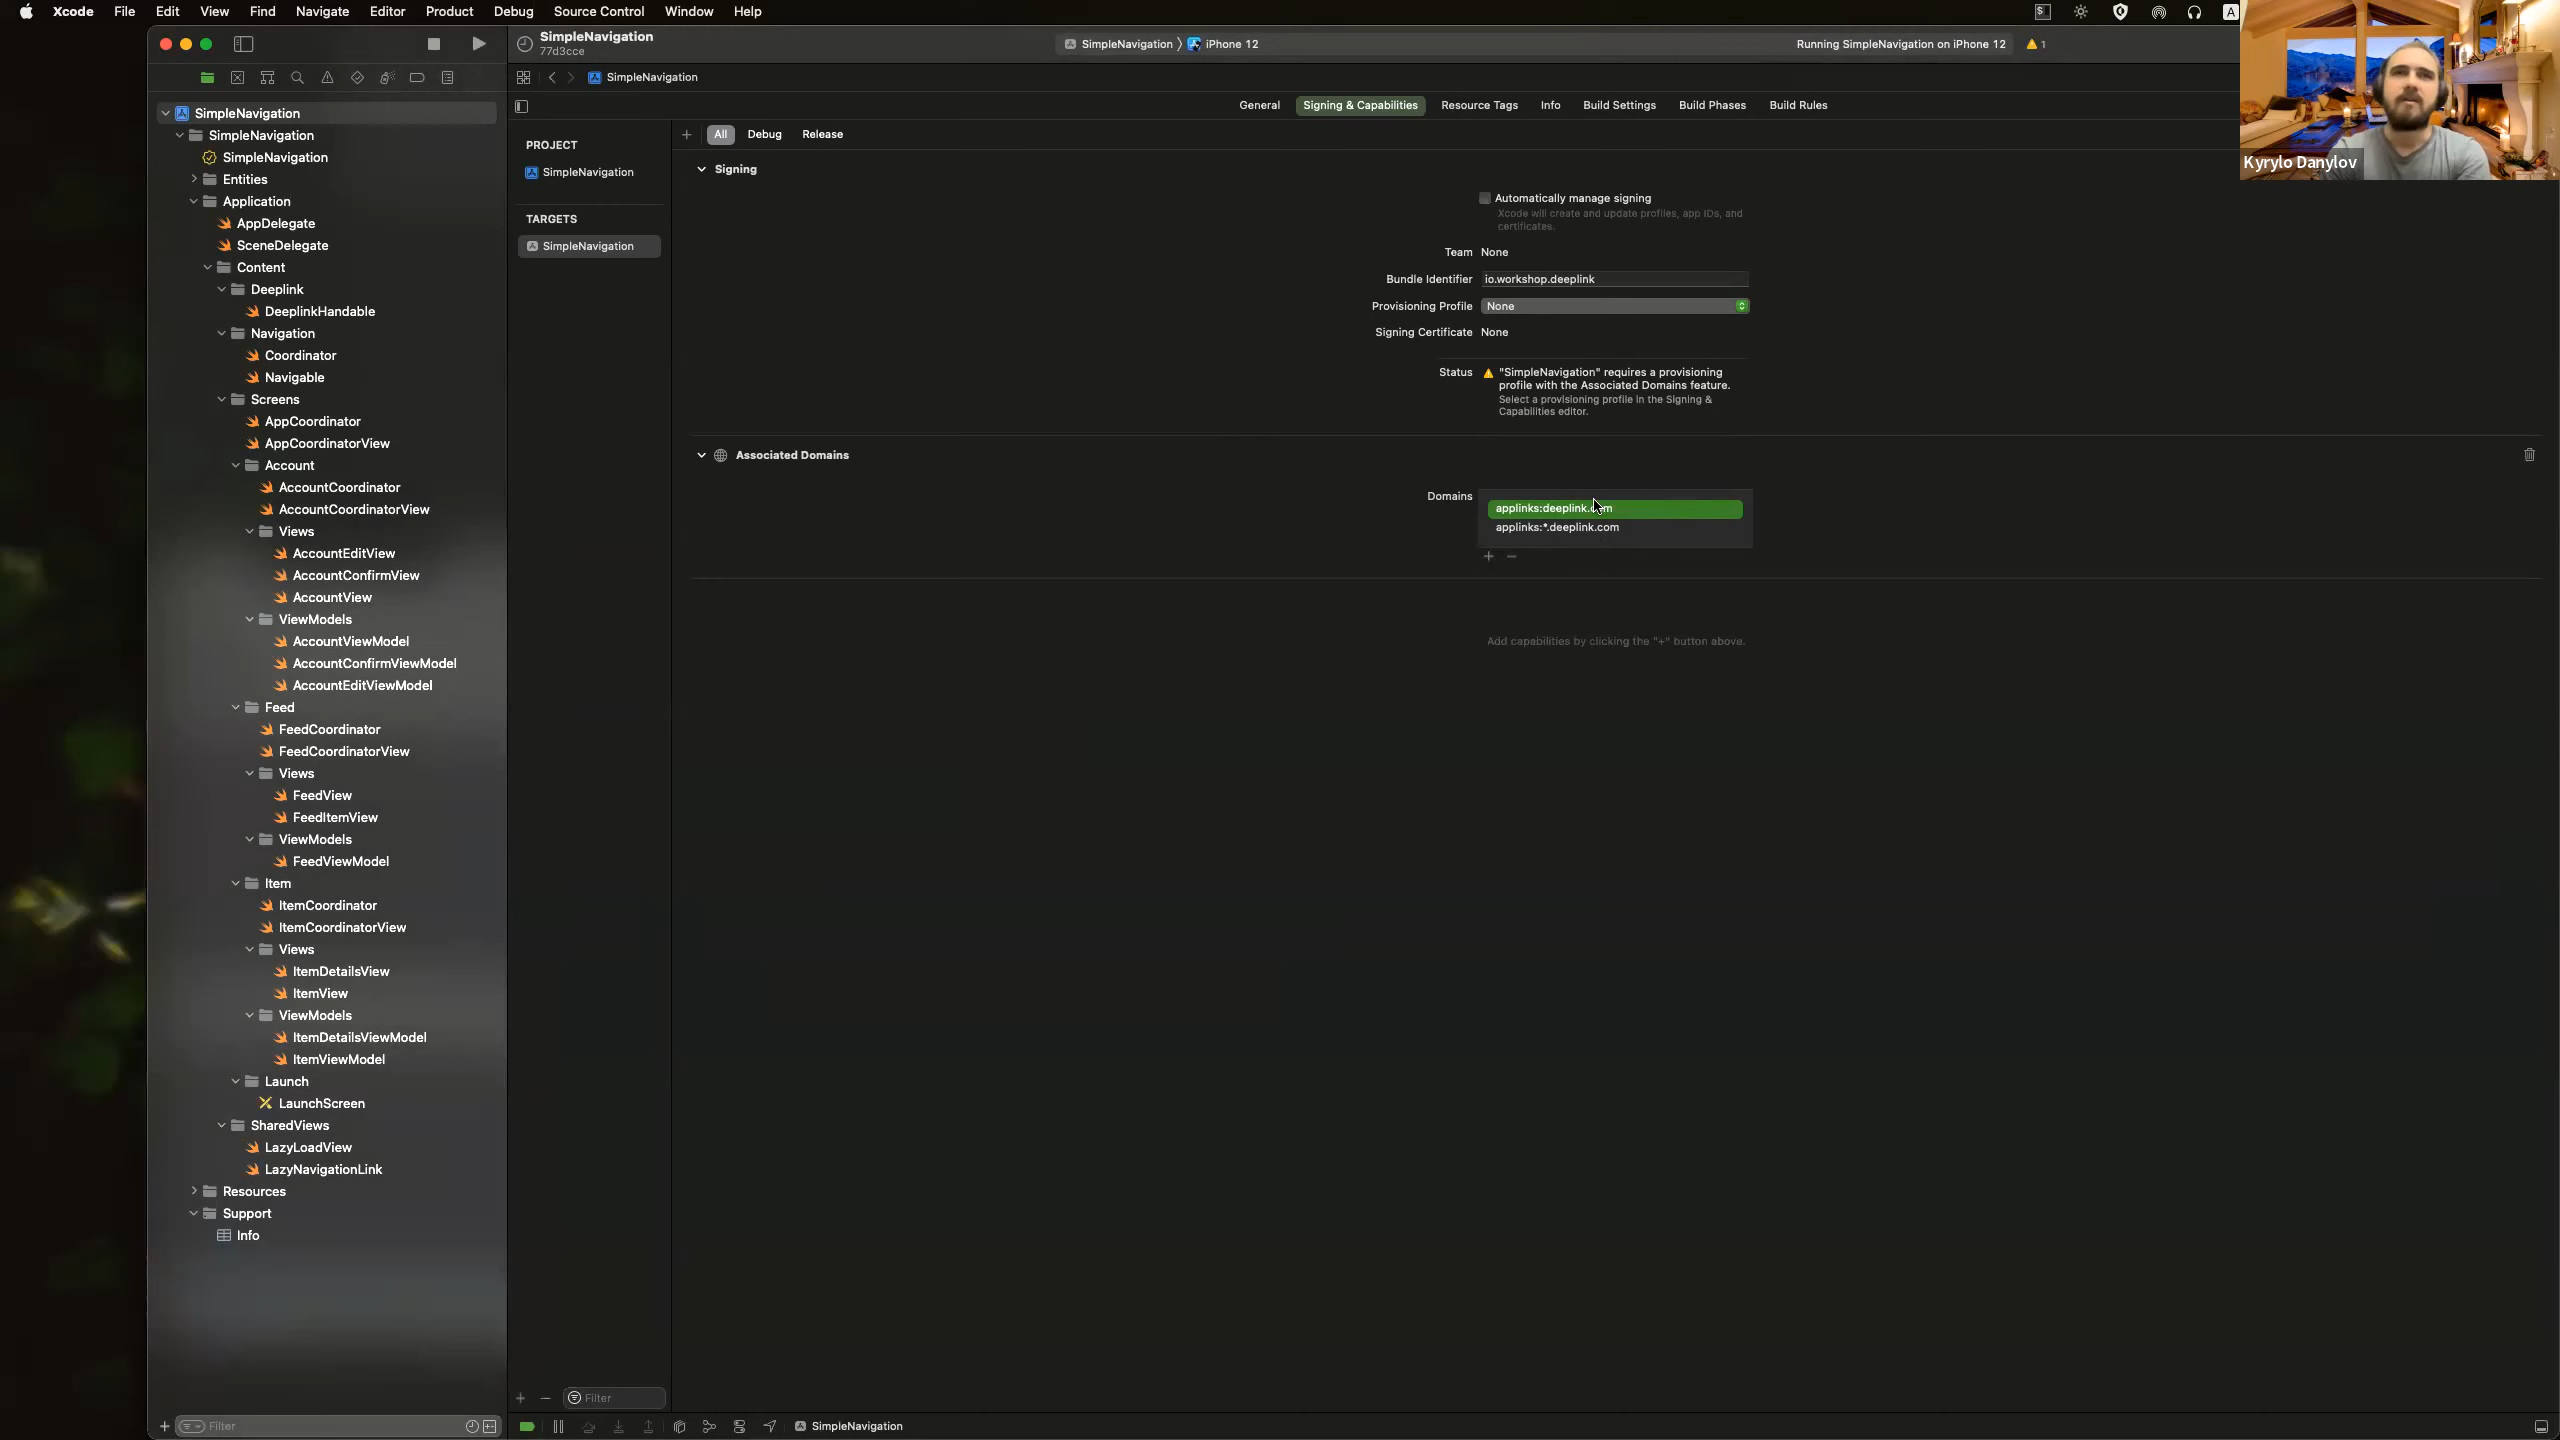 Xcode File Edit View Find Navigate Editor Product Debug Source Control Window Help
SimpleNavigation
77d3cce
SimpleNavigation
iPhone 12
Running SimpleNavigation on iPhone 12
1
A
SimpleNavigation
General
Signing & Capabilities
Resource Tags
Info
Build Settings
Build Phases
Build Rules
Kyrylo Danylov
SimpleNavigation
SimpleNavigation
SimpleNavigation
Entities
Application
AppDelegate
SceneDelegate
Content
Deeplink
DeeplinkHandable
Navigation
Coordinator
Navigable
Screens
AppCoordinator
AppCoordinatorView
Account
AccountCoordinator
AccountCoordinatorView
Views
AccountEditView
AccountConfirmView
AccountView
ViewModels
AccountViewModel
AccountConfirmViewModel
AccountEditViewModel
Feed
FeedCoordinator
FeedCoordinatorView
Views
FeedView
FeedItemView
ViewModels
FeedViewModel
Item
ItemCoordinator
ItemCoordinatorView
Views
ItemDetailsView
ItemView
ViewModels
ItemDetailsViewModel
ItemViewModel
Launch
LaunchScreen
SharedViews
LazyLoadView
LazyNavigationLink
Resources
Support
Info
Filter
PROJECT
SimpleNavigation
TARGETS
SimpleNavigation
Filter
+ All Debug Release
Signing
Automatically manage signing
Xcode will create and update profiles, app IDs, and
certificates.
Team None
Bundle Identifier io.workshop.deeplink
Provisioning Profile None
Signing Certificate None
Status "SimpleNavigation" requires a provisioning
profile with the Associated Domains feature.
Select a provisioning profile in the Signing &
Capabilities editor.
Associated Domains
Domains
applinks:deeplink.com
applinks:*.deeplink.com
+ −
Add capabilities by clicking the "+" button above.
SimpleNavigation